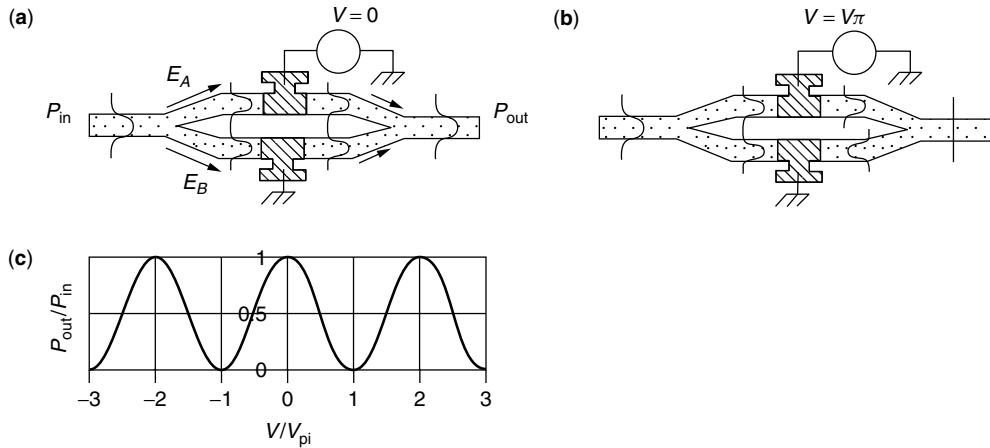 (a)
V = 0
E_A
P_in
P_out
E_B
(b)
V = Vπ
(c)
P_out/P_in
1
0.5
0
−3 −2 −1 0 1 2 3
V/V_pi